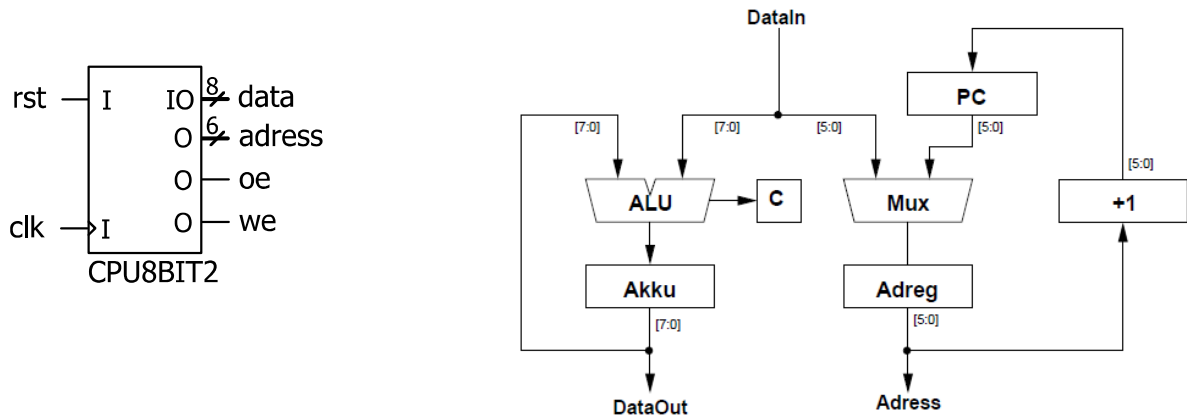 rst
I
IO
8
data
O
6
adress
O
oe
clk
I
O
we
CPU8BIT2
DataIn
PC
[7:0]
[7:0]
[5:0]
[5:0]
[5:0]
ALU
C
Mux
+1
Akku
Adreg
[7:0]
[5:0]
DataOut
Adress